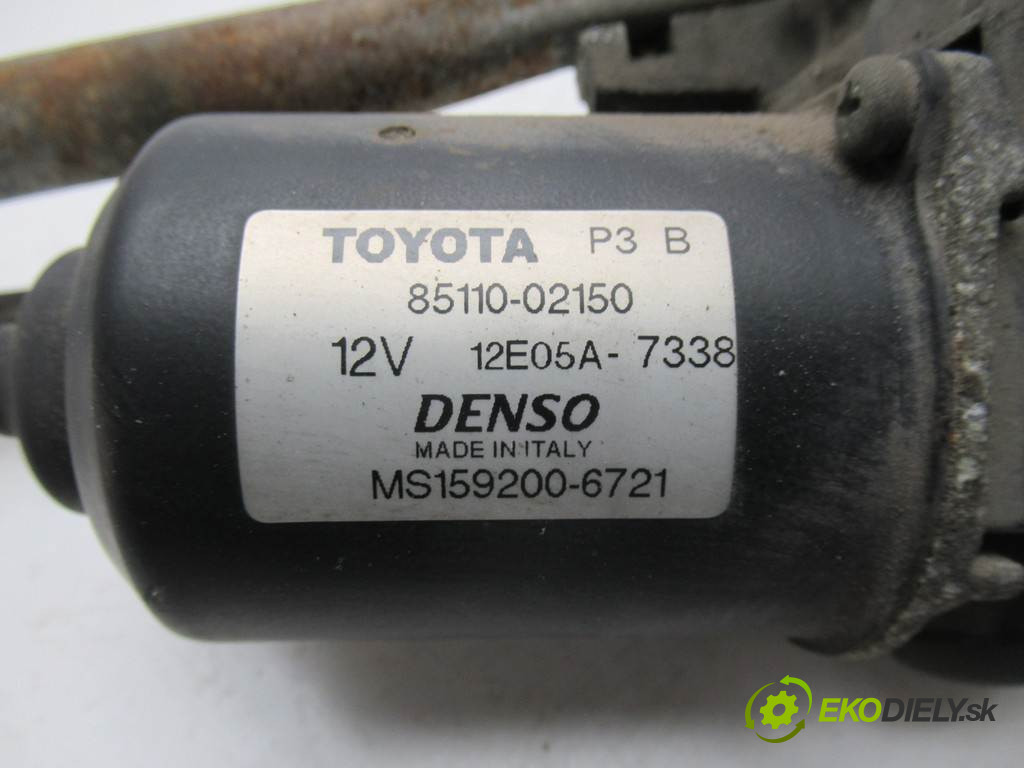 TOYOTA P3 B
85110-02150
12V 12E05A- 7338
DENSO
MADE IN ITALY
MS159200-6721
EKODIELY.sk